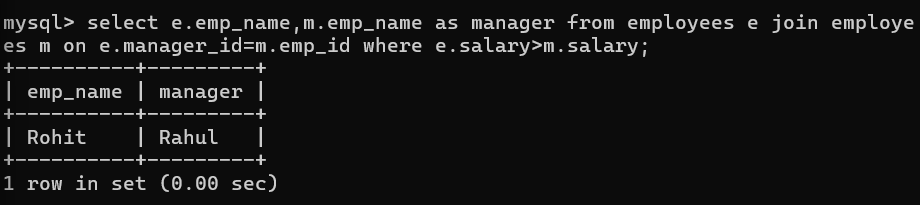 mysql> select e.emp_name,m.emp_name as manager from employees e join employe
es m on e.manager_id=m.emp_id where e.salary>m.salary;
+----------+---------+
| emp_name | manager |
+----------+---------+
| Rohit    | Rahul   |
+----------+---------+
1 row in set (0.00 sec)